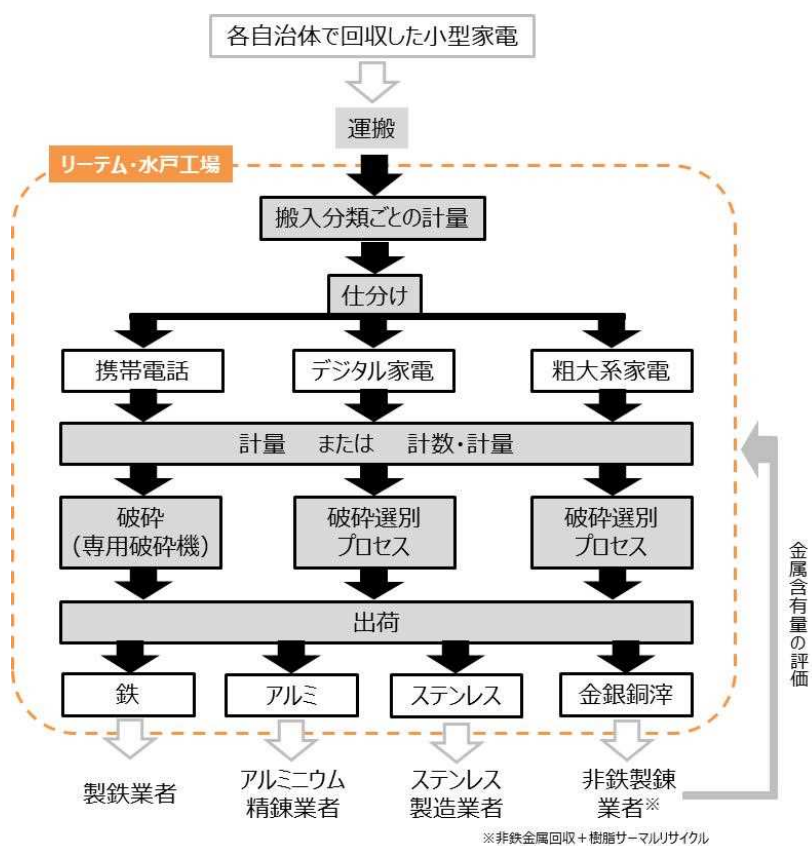 各自治体で回収した小型家電
運搬
リーテム・水戸工場
搬入分類ごとの計量
仕分け
携帯電話
デジタル家電
粗大系家電
計量 または 計数・計量
破砕
(専用破砕機)
破砕選別
プロセス
破砕選別
プロセス
出荷
鉄
アルミ
ステンレス
金銀銅滓
製鉄業者
アルミニウム
精錬業者
ステンレス
製造業者
非鉄製錬
業者※
金属含有量の評価
※非鉄金属回収+樹脂サーマルリサイクル